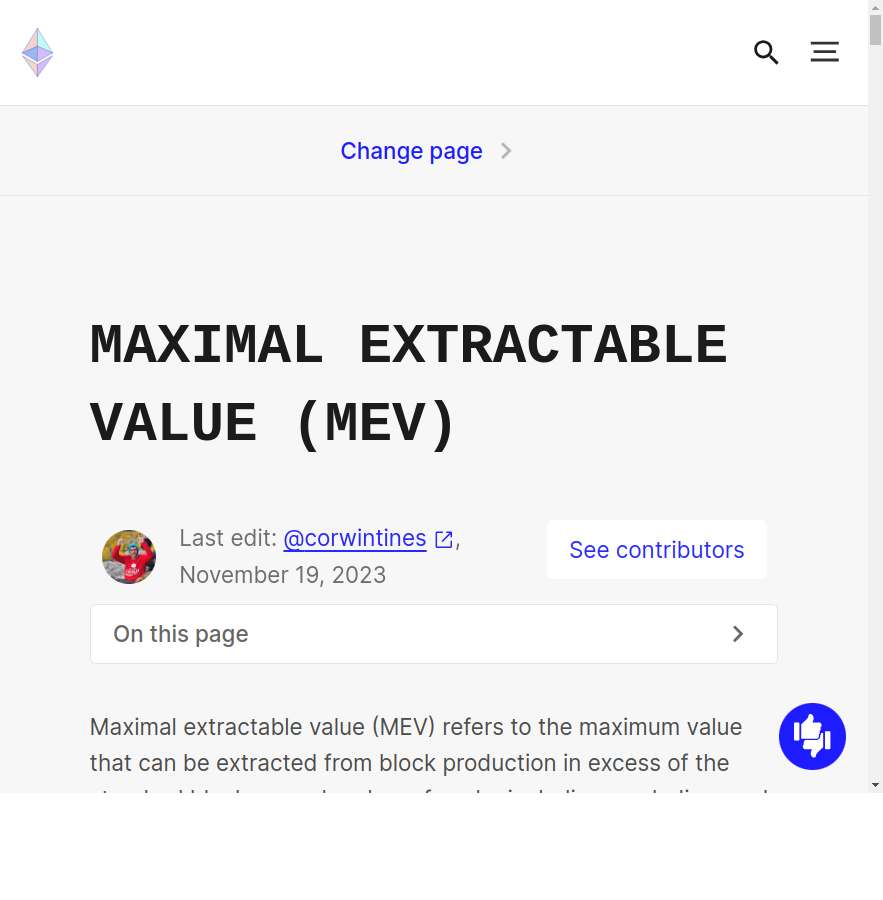 Change page
MAXIMAL EXTRACTABLE
VALUE (MEV)
Last edit: @corwintines ,
November 19, 2023
See contributors
On this page
Maximal extractable value (MEV) refers to the maximum value
that can be extracted from block production in excess of the